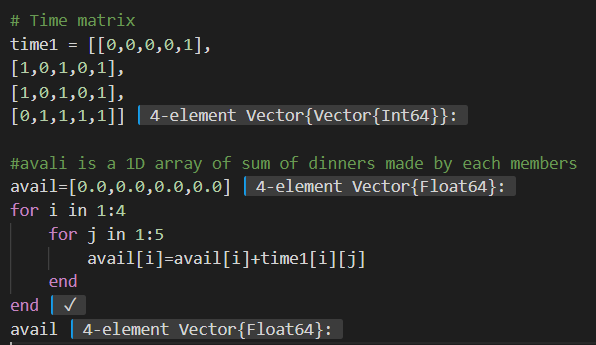 # Time matrix
time1 = [[0,0,0,0,1],
[1,0,1,0,1],
[1,0,1,0,1],
[0,1,1,1,1]] 4-element Vector{Vector{Int64}}:
#avali is a 1D array of sum of dinners made by each members
avail=[0.0,0.0,0.0,0.0] 4-element Vector{Float64}:
for i in 1:4
    for j in 1:5
        avail[i]=avail[i]+time1[i][j]
    end
end ✓
avail 4-element Vector{Float64}: